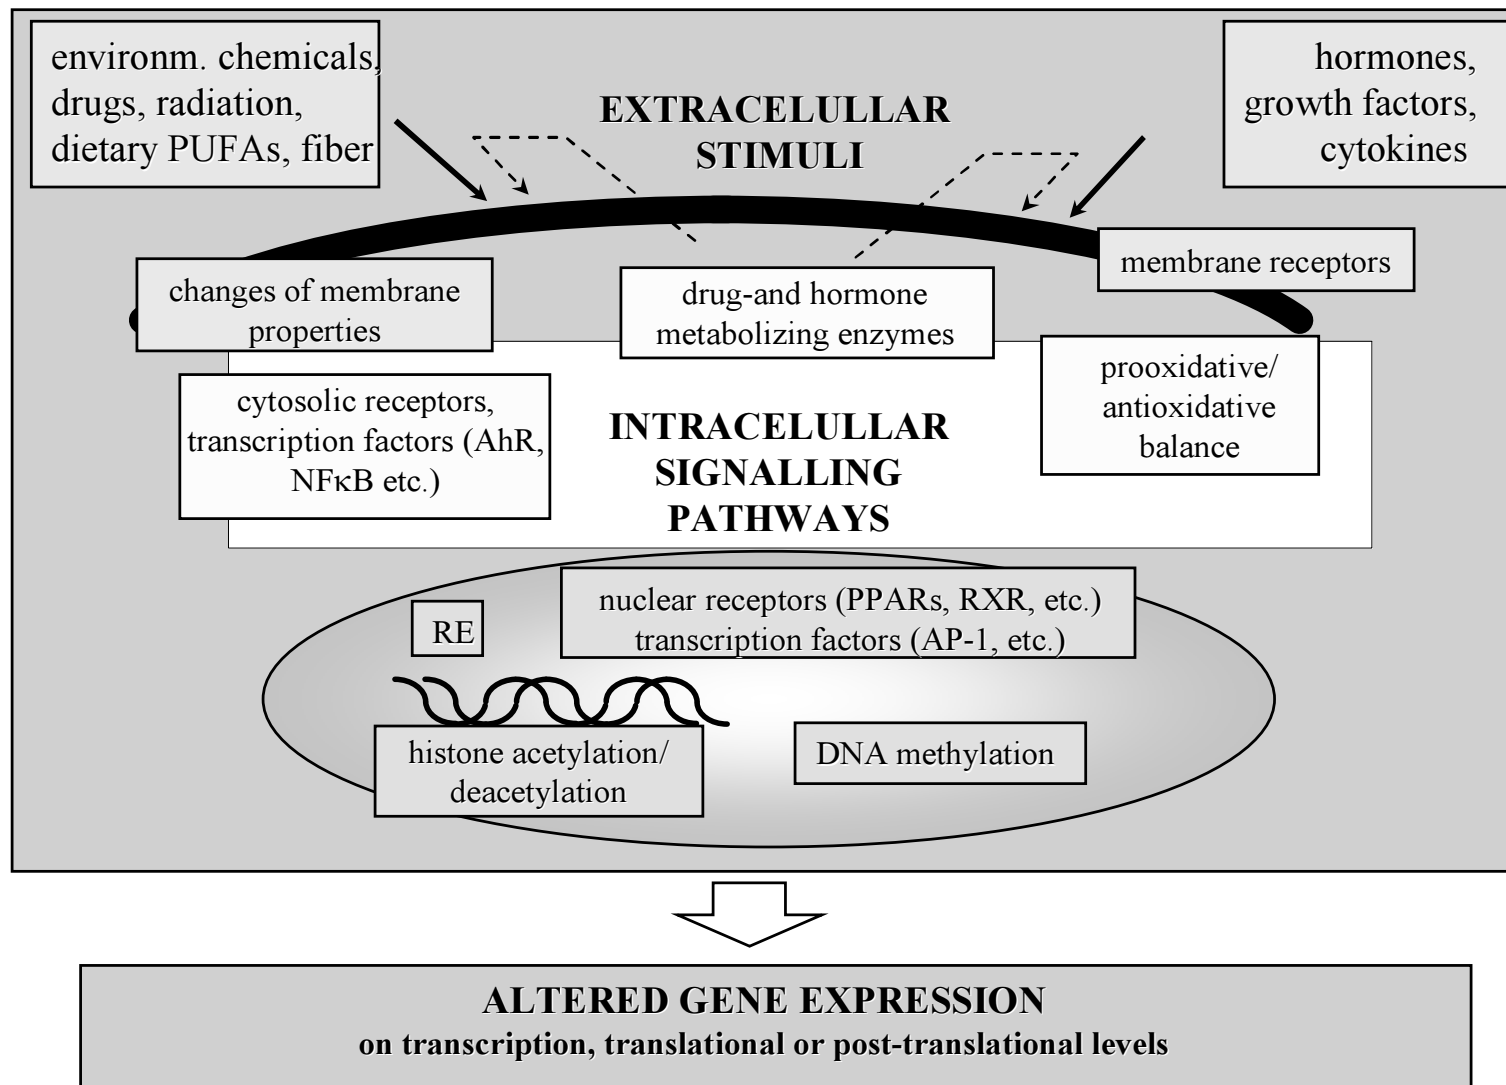 environm. chemicals,
drugs, radiation,
dietary PUFAs, fiber
EXTRACELULLAR
STIMULI
hormones,
growth factors,
cytokines
changes of membrane
properties
drug-and hormone
metabolizing enzymes
membrane receptors
cytosolic receptors,
transcription factors (AhR,
NFκB etc.)
INTRACELULLAR
SIGNALLING
PATHWAYS
prooxidative/
antioxidative
balance
RE
nuclear receptors (PPARs, RXR, etc.)
transcription factors (AP-1, etc.)
histone acetylation/
deacetylation
DNA methylation
ALTERED GENE EXPRESSION
on transcription, translational or post-translational levels